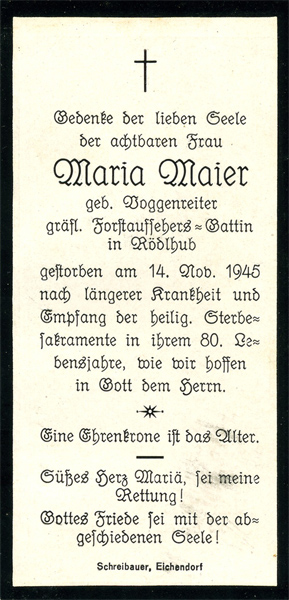 Gedenke der lieben Seele
der achtbaren Frau
Maria Maier
geb. Voggenreiter
gräfl. Forstaufsehers-Gattin
in Rödlhub
gestorben am 14. Nov. 1945
nach längerer Krankheit und
Empfang der heilig. Sterbe-
sakramente in ihrem 80. Le-
bensjahre, wie wir hoffen
in Gott dem Herrn.
Eine Ehrenkrone ist das Alter.
Süßes Herz Mariä, sei meine
Rettung!
Gottes Friede sei mit der ab-
geschiedenen Seele!
Schreibauer, Eichendorf